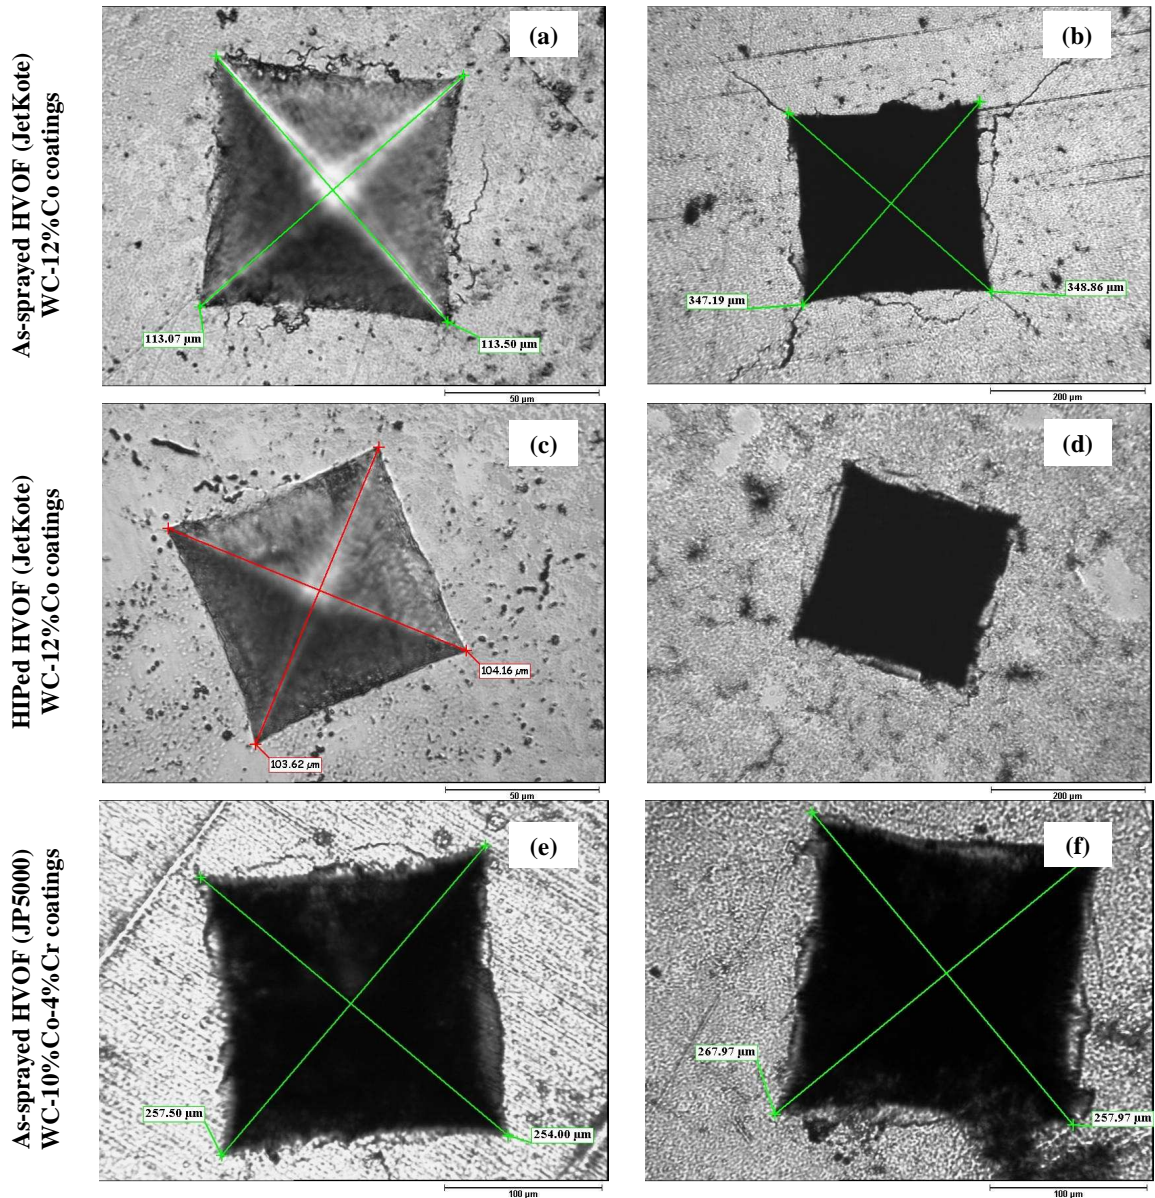 As-sprayed HVOF (JetKote)
WC-12%Co coatings
(a)
113.07 µm
113.50 µm
50 µm
(b)
347.19 µm
348.86 µm
200 µm
HIPed HVOF (JetKote)
WC-12%Co coatings
(c)
104.16 µm
103.62 µm
50 µm
(d)
200 µm
As-sprayed HVOF (JP5000)
WC-10%Co-4%Cr coatings
(e)
257.50 µm
254.00 µm
100 µm
(f)
267.97 µm
257.97 µm
100 µm